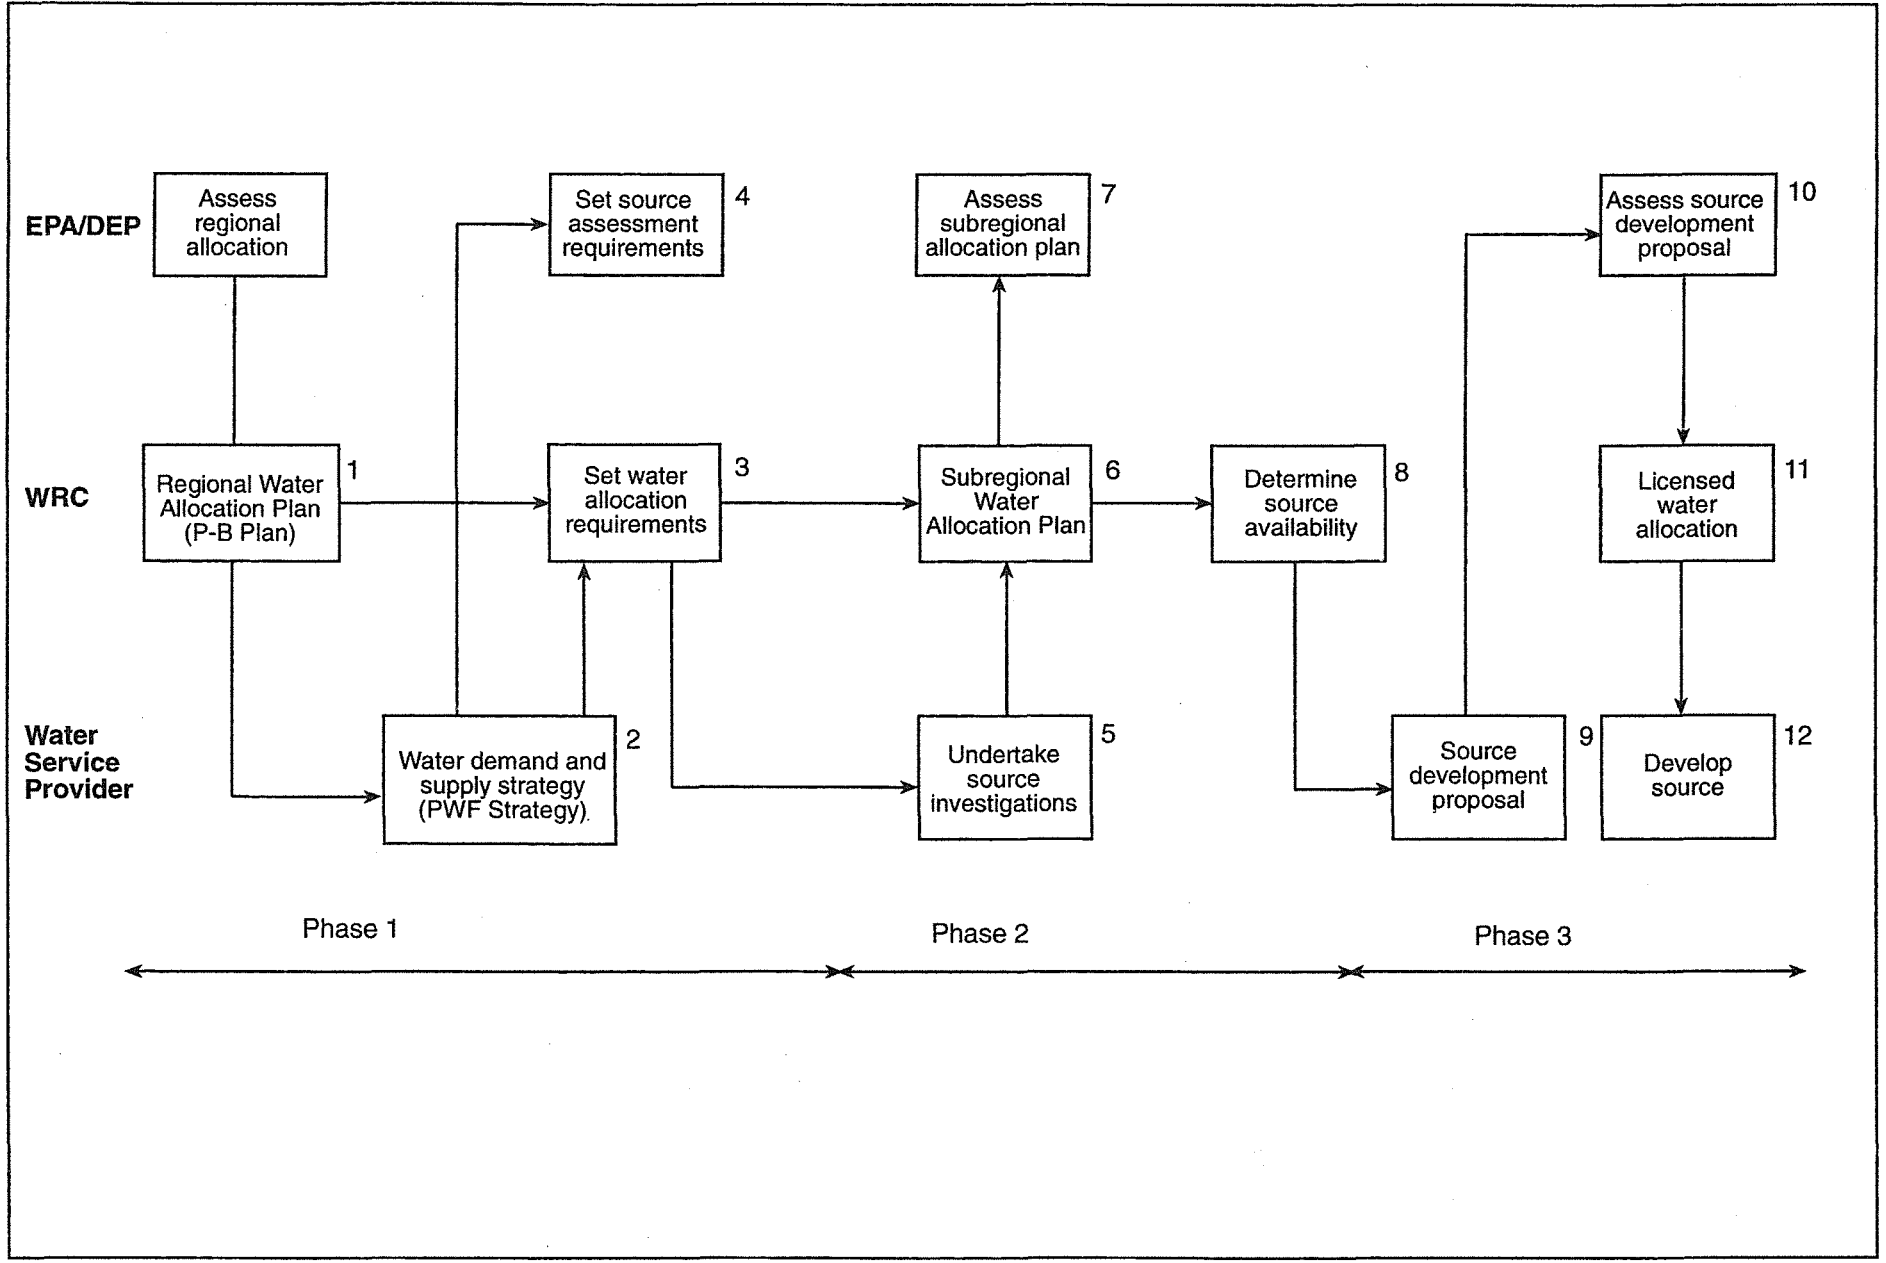 EPA/DEP
Assess
regional
allocation
Set source
assessment
requirements
4
Assess
subregional
allocation plan
7
Assess source
development
proposal
10
WRC
Regional Water
Allocation Plan
(P-B Plan)
1
Set water
allocation
requirements
3
Subregional
Water
Allocation Plan
6
Determine
source
availability
8
Licensed
water
allocation
11
Water
Service
Provider
Water demand and
supply strategy
(PWF Strategy)
2
Undertake
source
investigations
5
Source
development
proposal
9
Develop
source
12
Phase 1
Phase 2
Phase 3